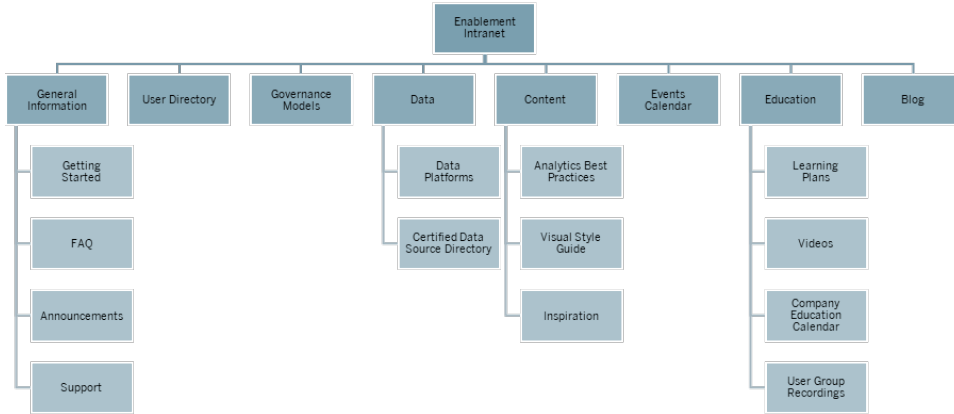 Enablement
Intranet
General
Information
User Directory
Governance
Models
Data
Content
Events
Calendar
Education
Blog
Getting
Started
FAQ
Announcements
Support
Data
Platforms
Certified Data
Source Directory
Analytics Best
Practices
Visual Style
Guide
Inspiration
Learning
Plans
Videos
Company
Education
Calendar
User Group
Recordings